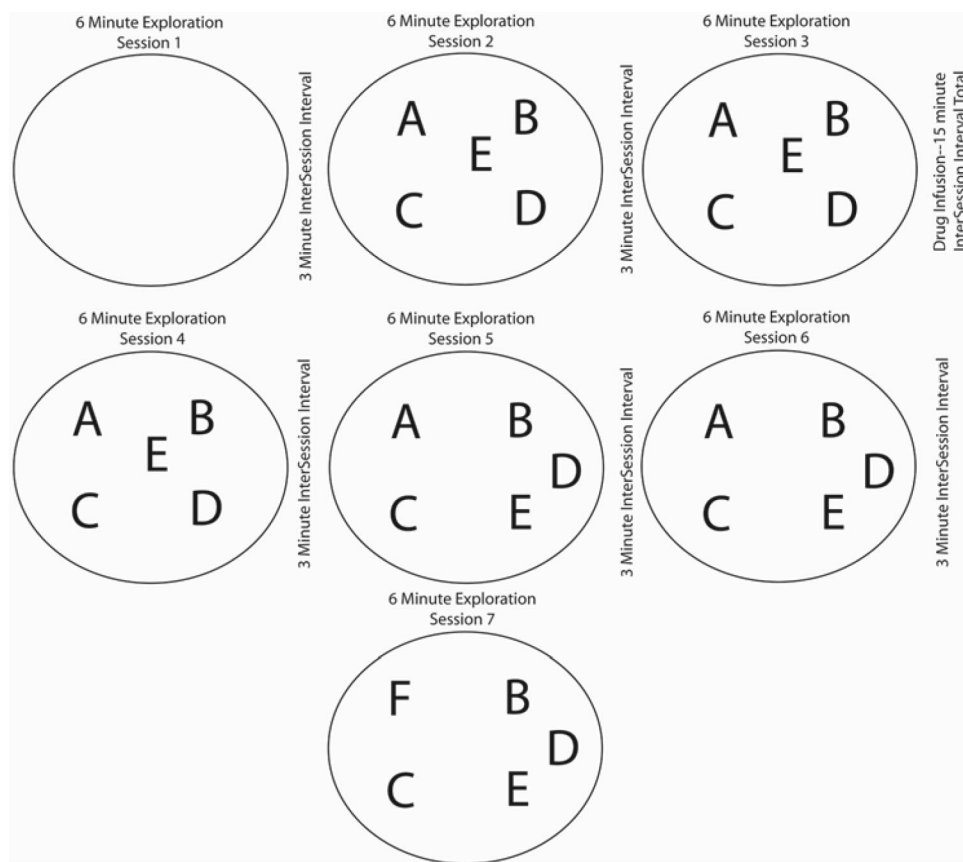 6 Minute Exploration
Session 1
3 Minute InterSession Interval
6 Minute Exploration
Session 2
A B
E
C D
3 Minute InterSession Interval
6 Minute Exploration
Session 3
A B
E
C D
Drug Infusion--15 minute
InterSession Interval Total
6 Minute Exploration
Session 4
A B
E
C D
3 Minute InterSession Interval
6 Minute Exploration
Session 5
A B
D
C E
3 Minute InterSession Interval
6 Minute Exploration
Session 6
A B
D
C E
3 Minute InterSession Interval
6 Minute Exploration
Session 7
F B
D
C E